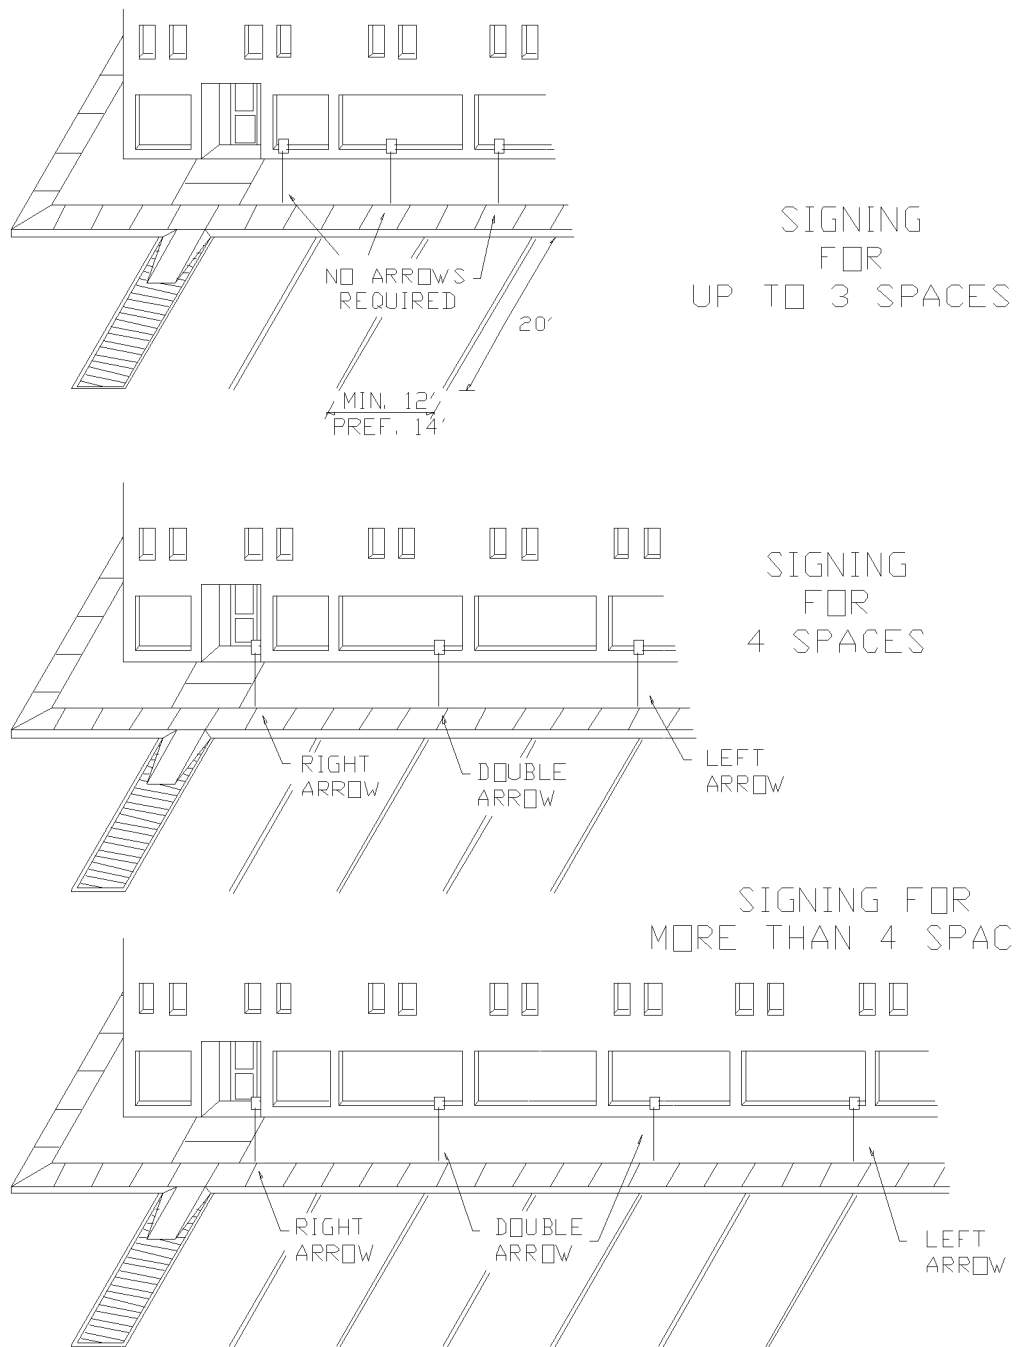 SIGNING
FOR
UP TO 3 SPACES
NO ARROWS
REQUIRED
20'
MIN. 12'
PREF. 14'
SIGNING
FOR
4 SPACES
RIGHT
ARROW
DOUBLE
ARROW
LEFT
ARROW
SIGNING FOR
MORE THAN 4 SPAC
RIGHT
ARROW
DOUBLE
ARROW
LEFT
ARROW